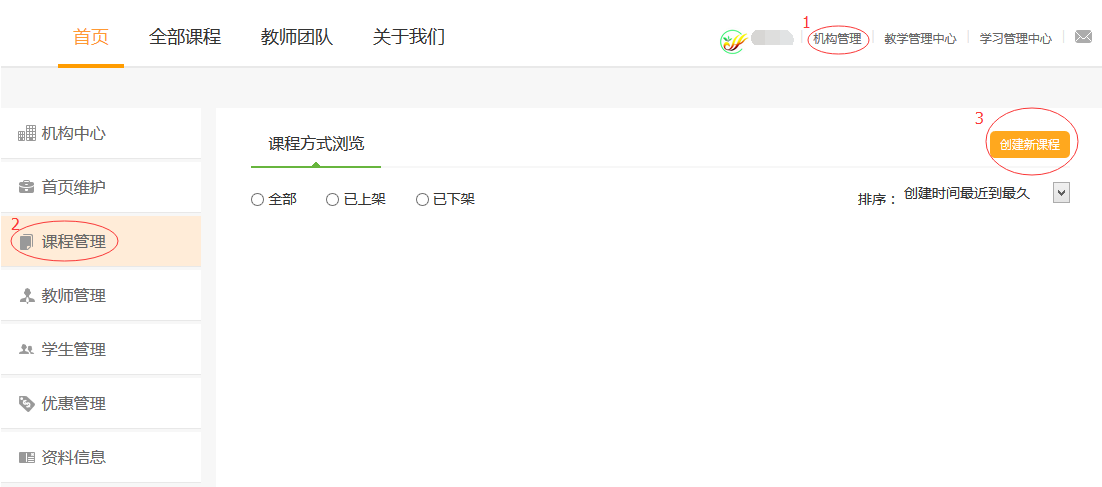 首页 全部课程 教师团队 关于我们 1 机构管理 教学管理中心 学习管理中心
机构中心
首页维护
2 课程管理
教师管理
学生管理
优惠管理
资料信息
课程方式浏览
3 创建新课程
全部 已上架 已下架 排序： 创建时间最近到最久